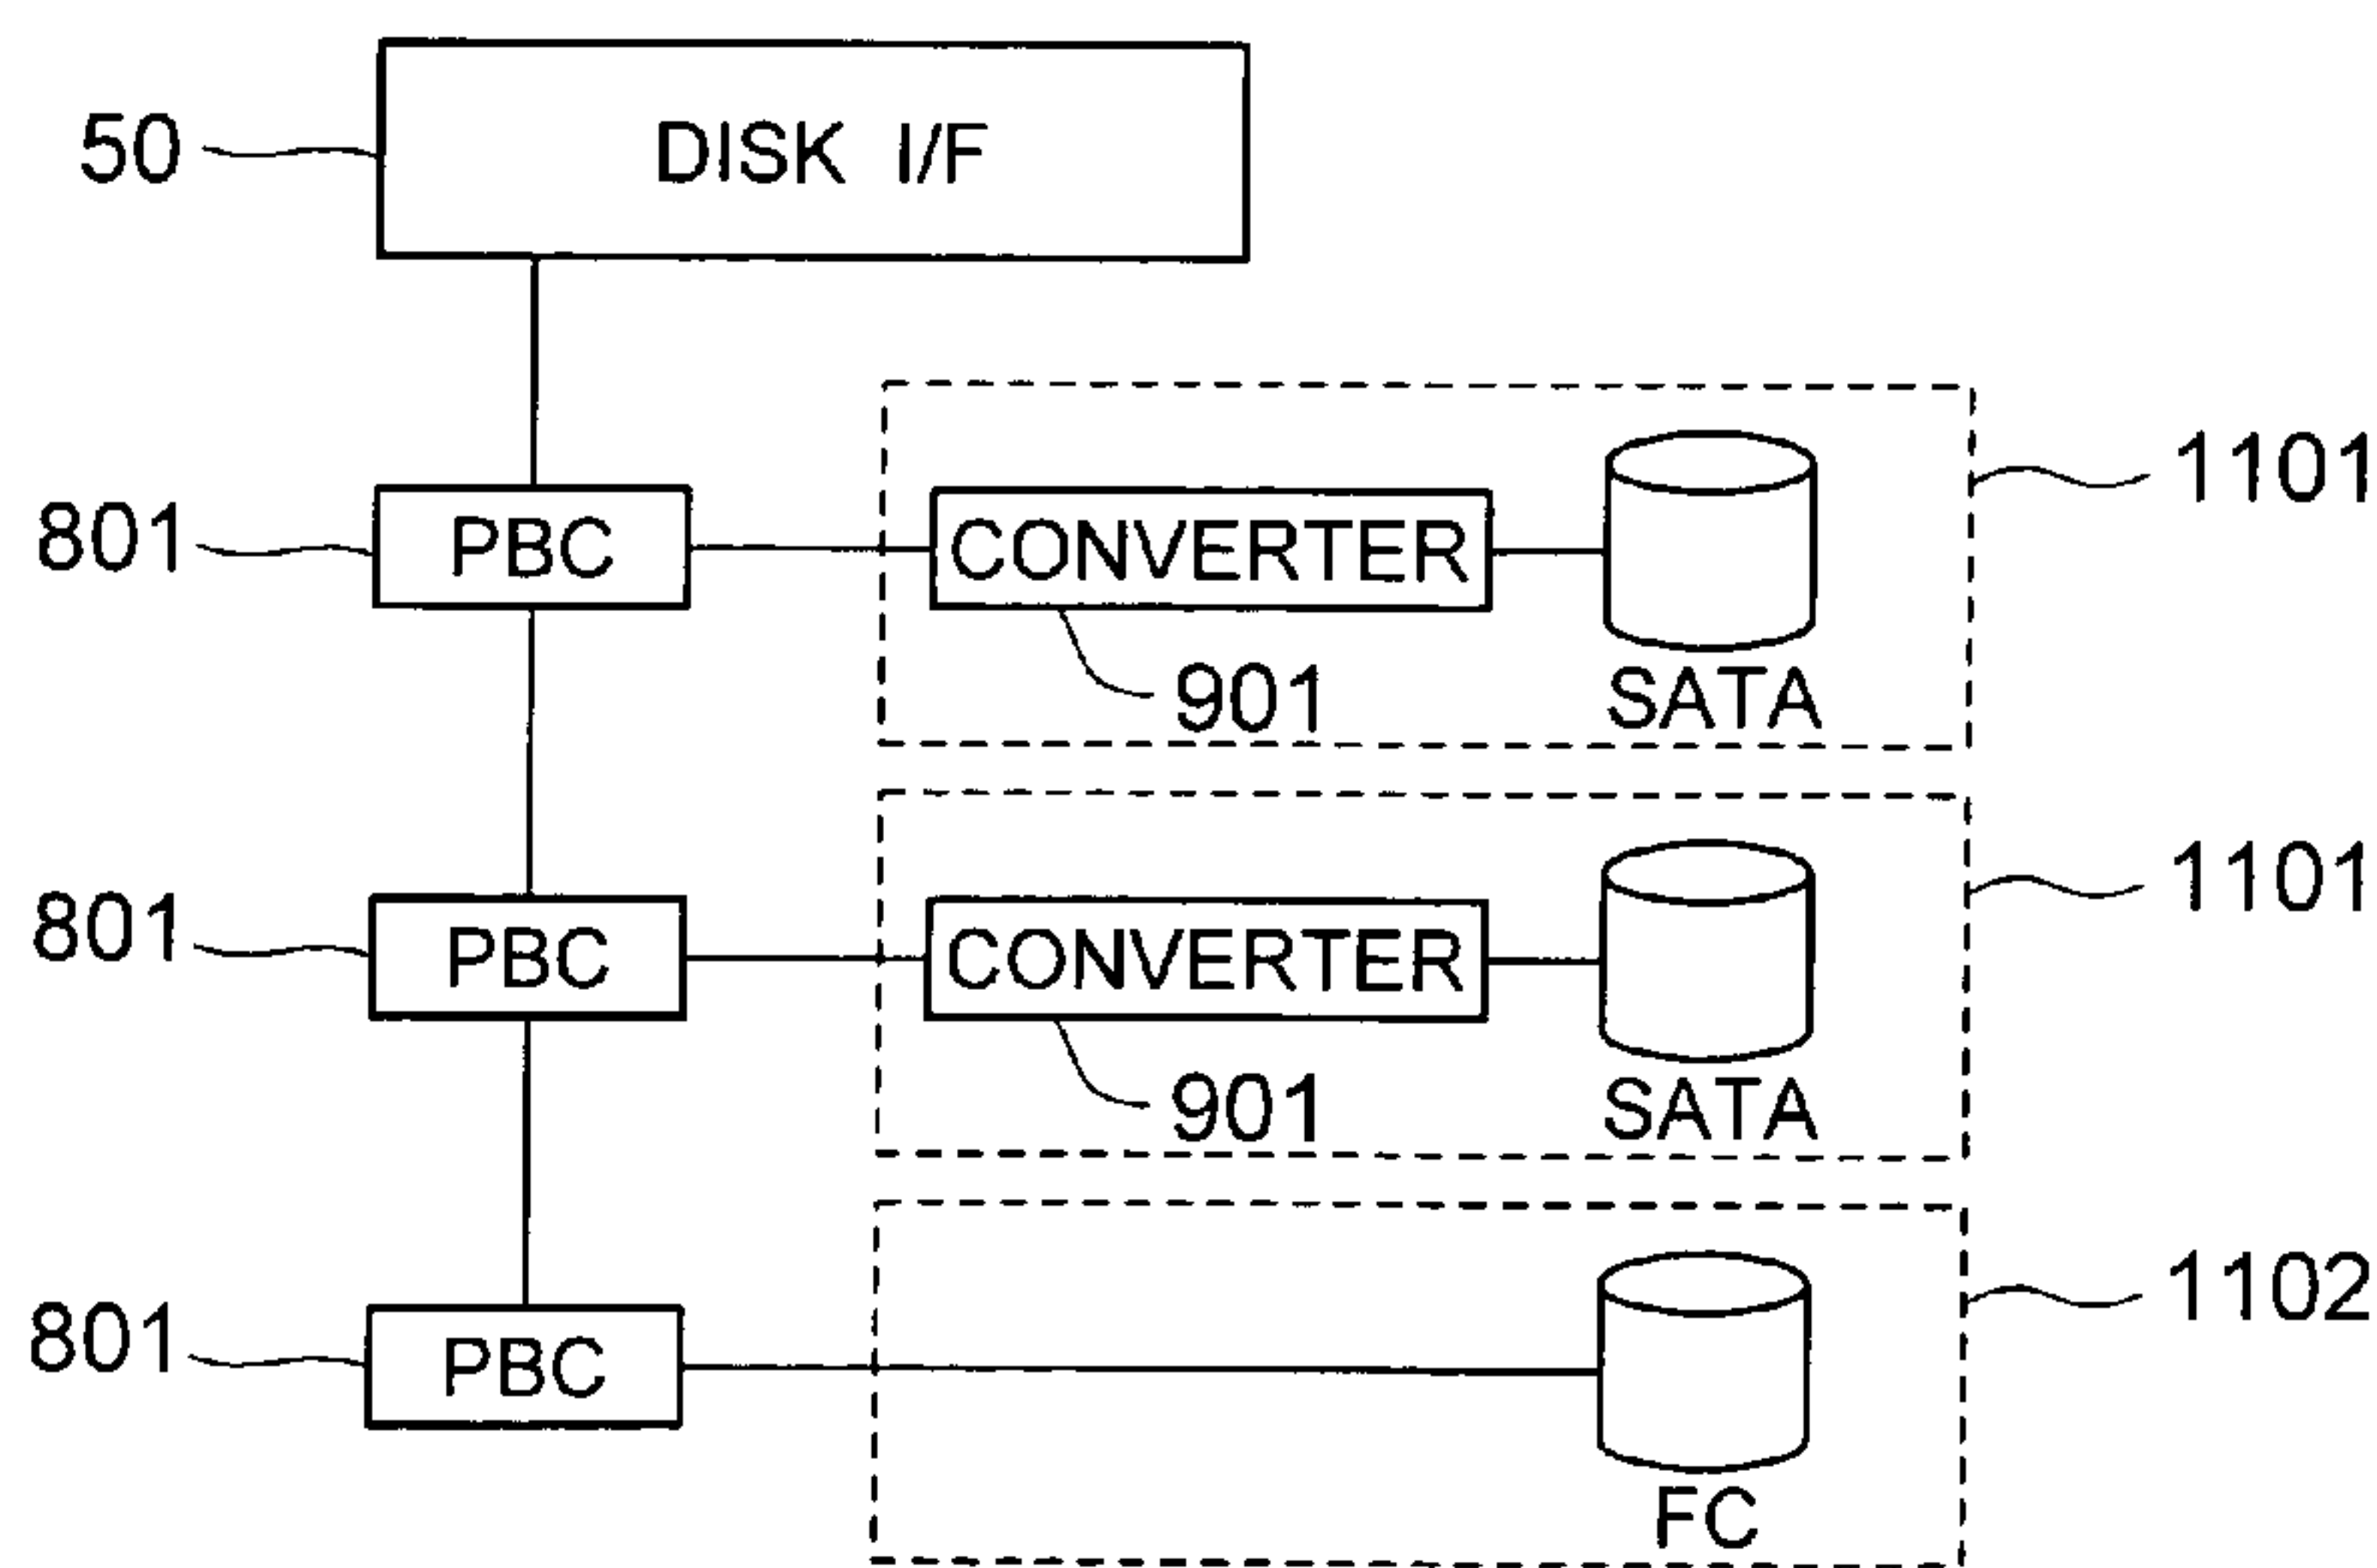 50
DISK I/F
1101
801
PBC
CONVERTER
901
SATA
1101
801
PBC
CONVERTER
901
SATA
1102
801
PBC
FC